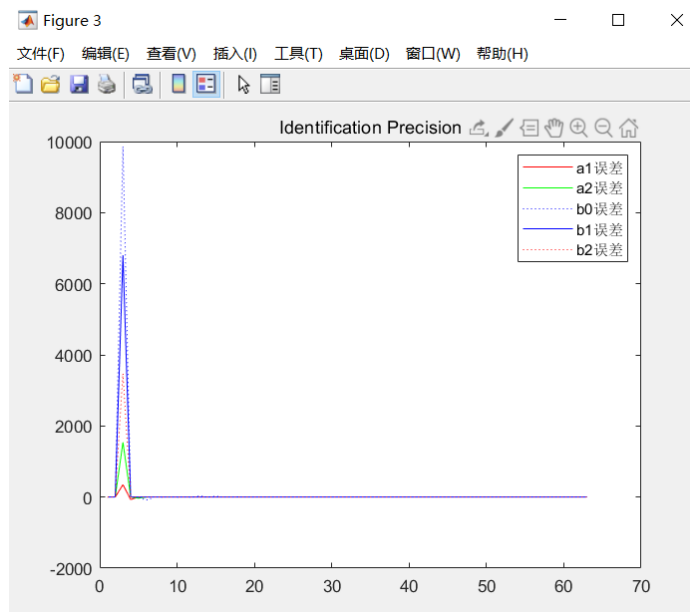 Figure 3
文件(F) 编辑(E) 查看(V) 插入(I) 工具(T) 桌面(D) 窗口(W) 帮助(H)
Identification Precision
10000
8000
6000
4000
2000
0
-2000
0 10 20 30 40 50 60 70
a1误差
a2误差
b0误差
b1误差
b2误差